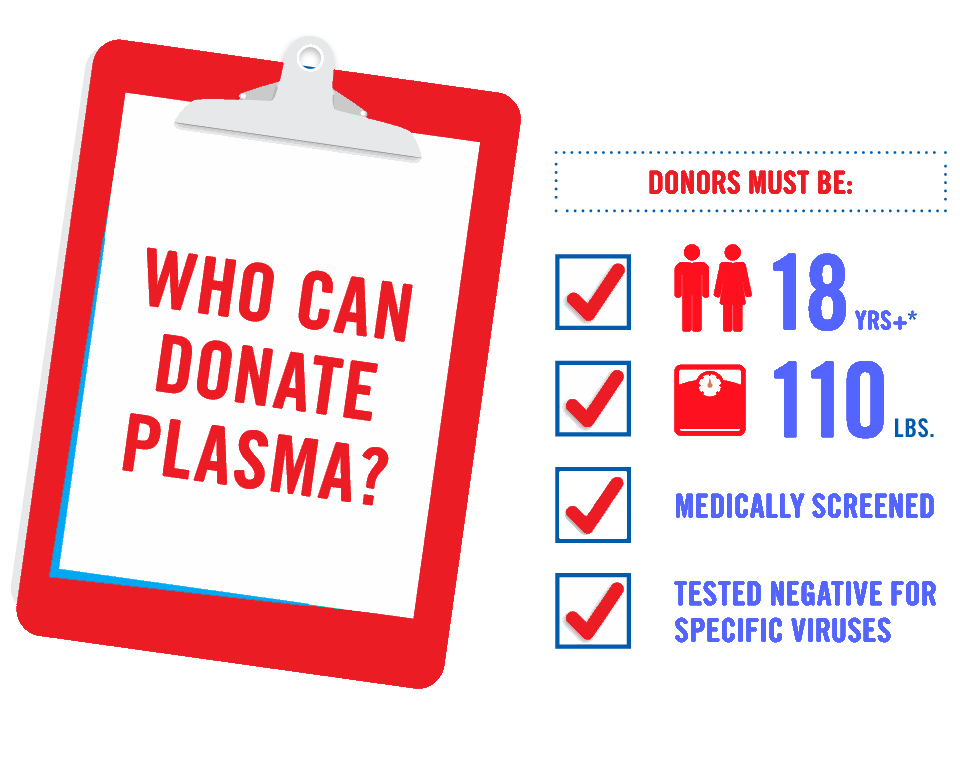 WHO CAN
DONATE
PLASMA?
DONORS MUST BE:
18 YRS+*
110 LBS.
MEDICALLY SCREENED
TESTED NEGATIVE FOR
SPECIFIC VIRUSES